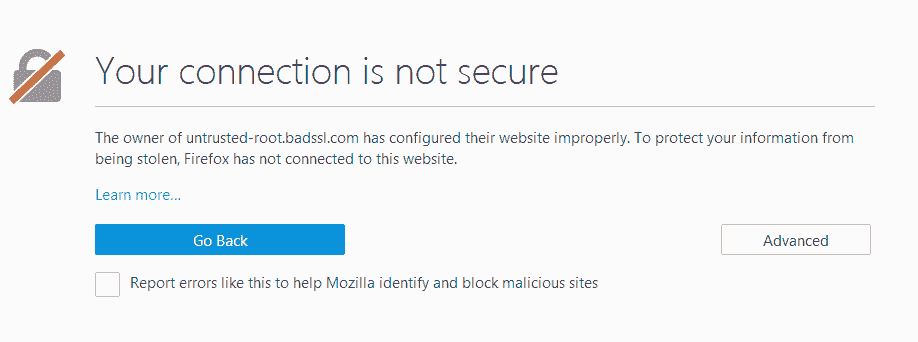 Your connection is not secure
The owner of untrusted-root.badssl.com has configured their website improperly. To protect your information from
being stolen, Firefox has not connected to this website.
Learn more...
Go Back
Advanced
Report errors like this to help Mozilla identify and block malicious sites